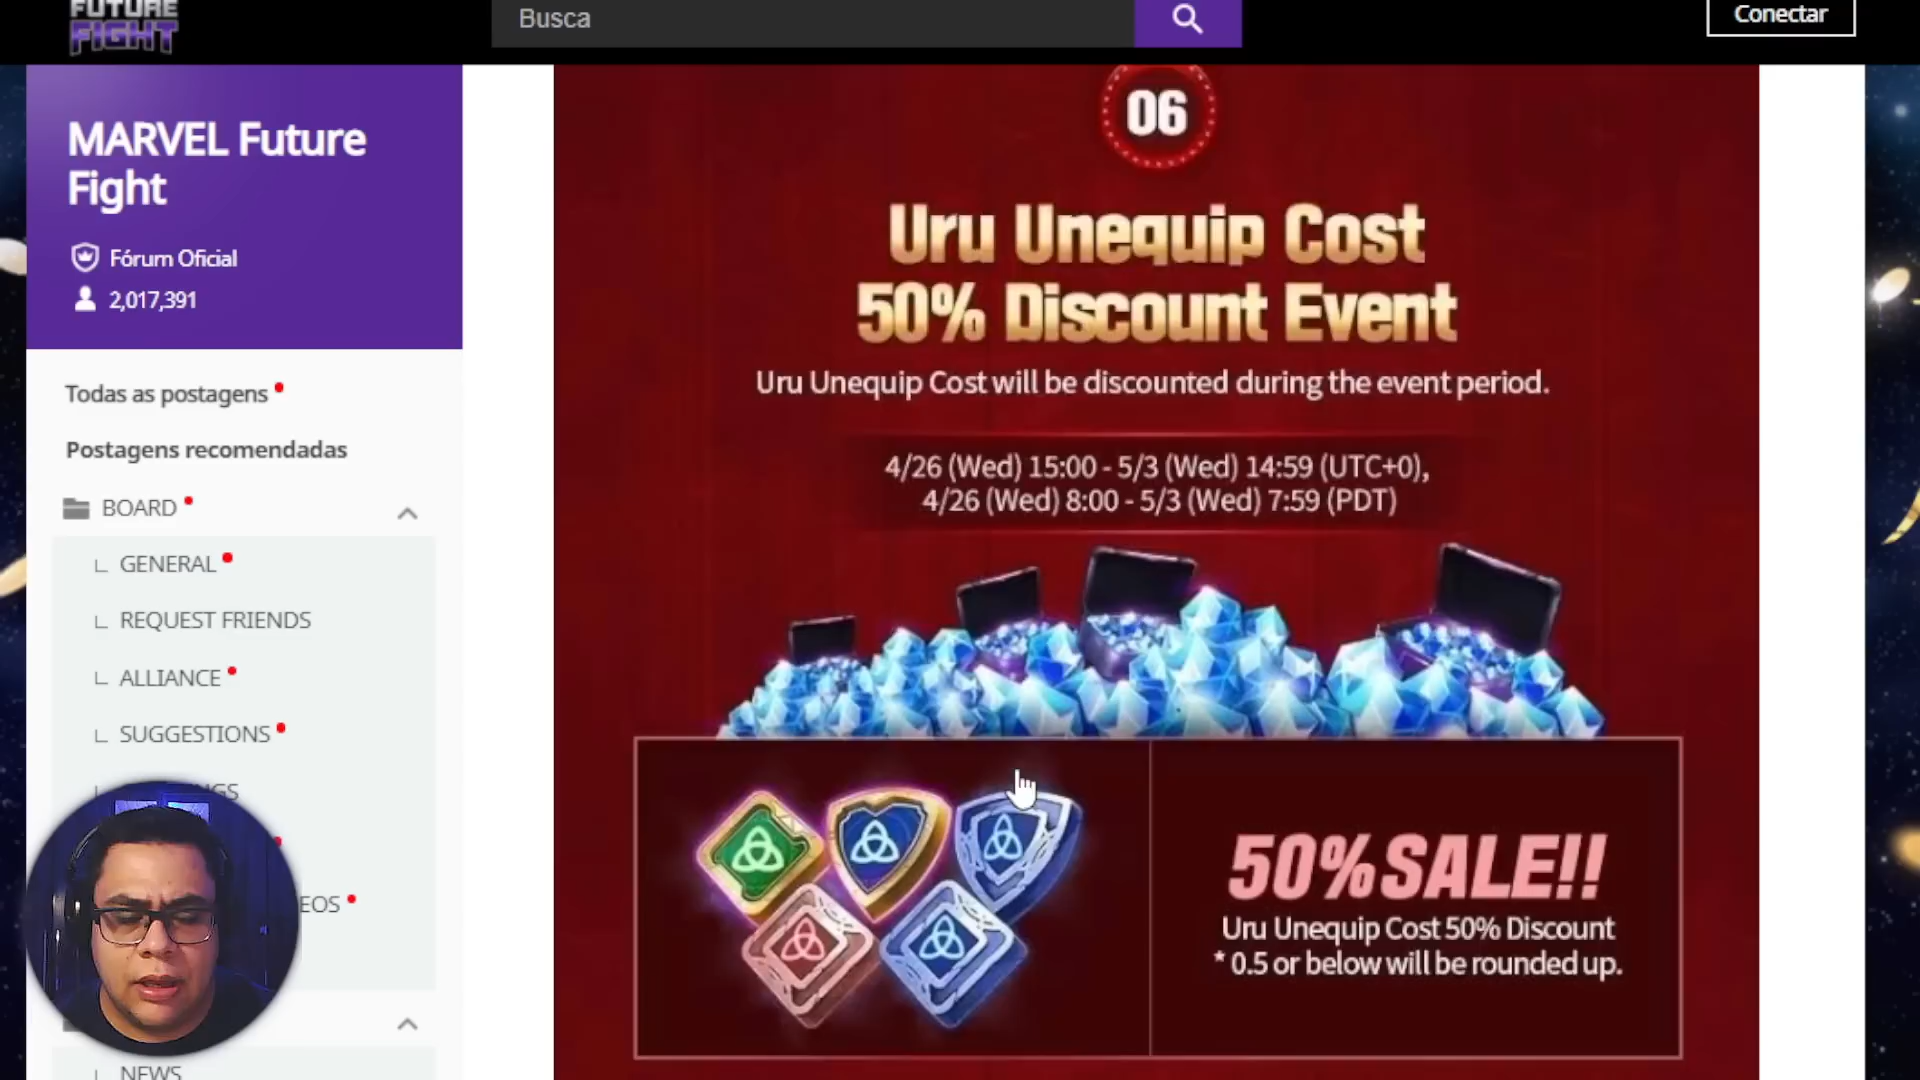 FUTURE
FIGHT
Busca
Conectar
MARVEL Future
Fight
Fórum Oficial
2,017,391
Todas as postagens
Postagens recomendadas
BOARD
GENERAL
REQUEST FRIENDS
ALLIANCE
SUGGESTIONS
NEWS
06
Uru Unequip Cost
50% Discount Event
Uru Unequip Cost will be discounted during the event period.
4/26 (Wed) 15:00 - 5/3 (Wed) 14:59 (UTC+0),
4/26 (Wed) 8:00 - 5/3 (Wed) 7:59 (PDT)
50% SALE!!
Uru Unequip Cost 50% Discount
* 0.5 or below will be rounded up.